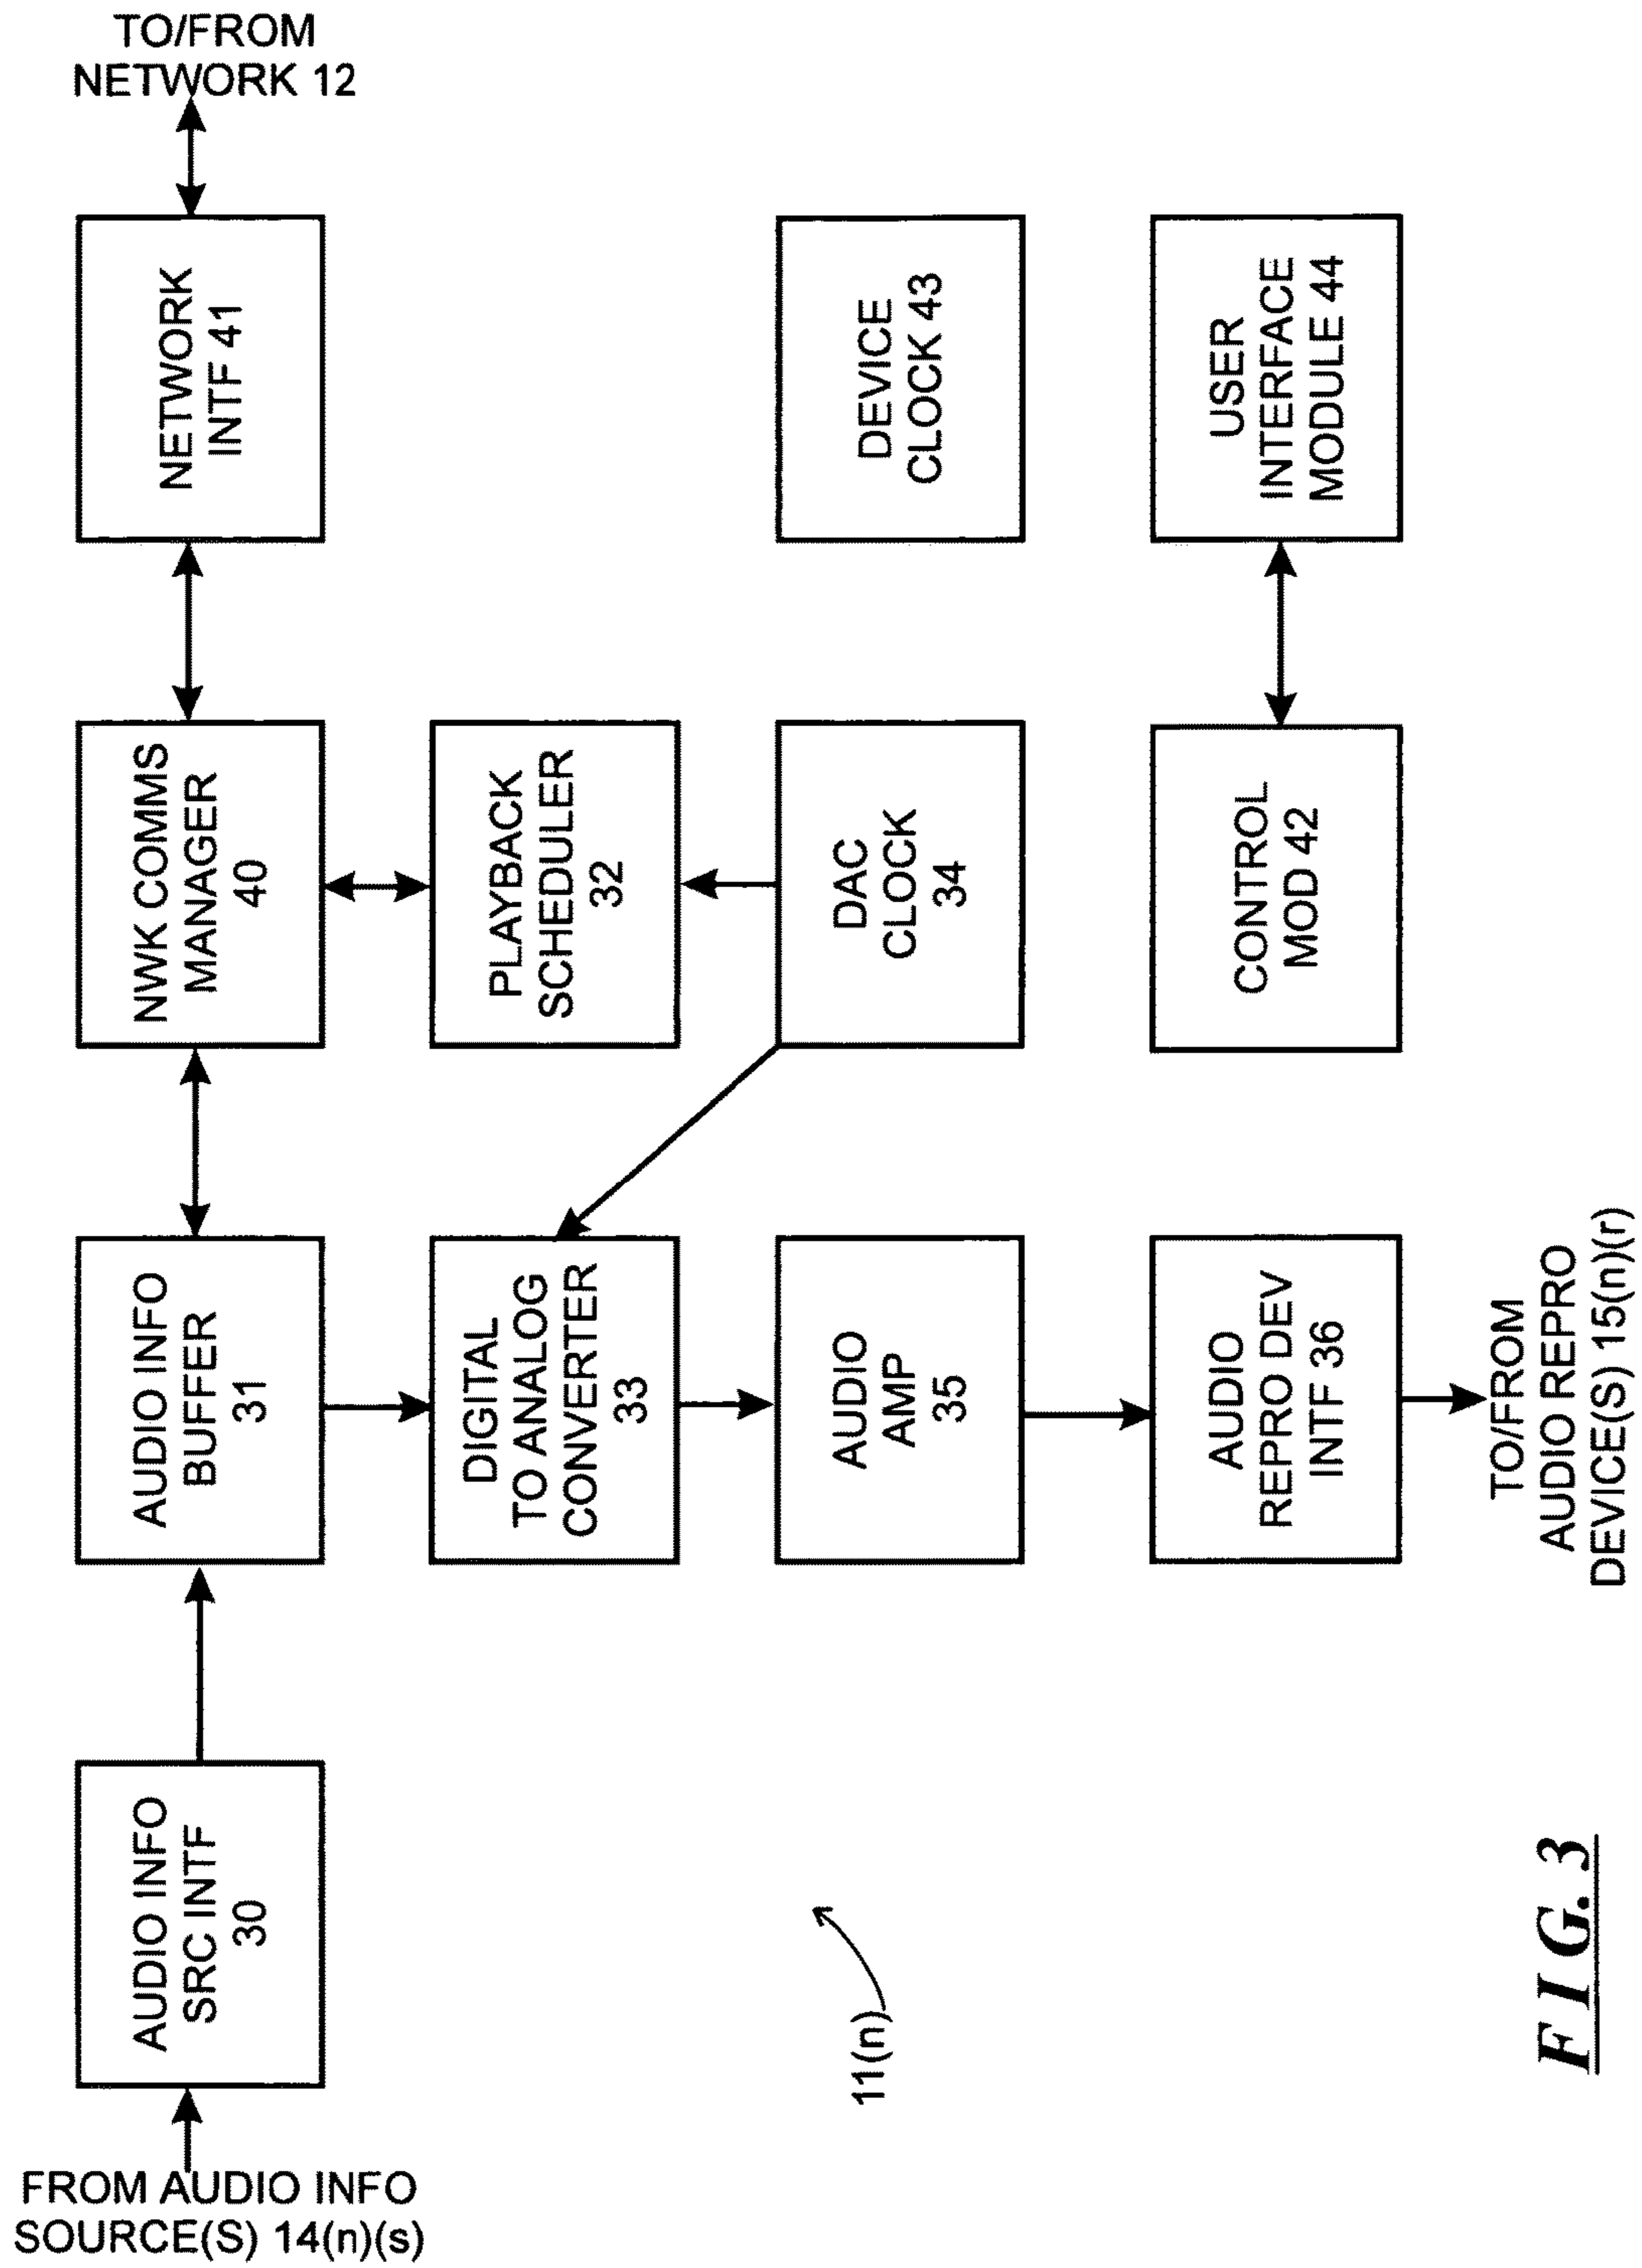 TO/FROM
NETWORK 12
NETWORK
INTF 41
DEVICE
CLOCK 43
USER
INTERFACE
MODULE 44
NWK COMMS
MANAGER
40
PLAYBACK
SCHEDULER
32
DAC
CLOCK
34
CONTROL
MOD 42
AUDIO INFO
BUFFER
31
DIGITAL
TO ANALOG
CONVERTER
33
AUDIO
AMP
35
AUDIO
REPRO DEV
INTF 36
TO/FROM
AUDIO REPRO
DEVICE(S) 15(n)(r)
AUDIO INFO
SRC INTF
30
11(n)
FROM AUDIO INFO
SOURCE(S) 14(n)(s)
FIG. 3